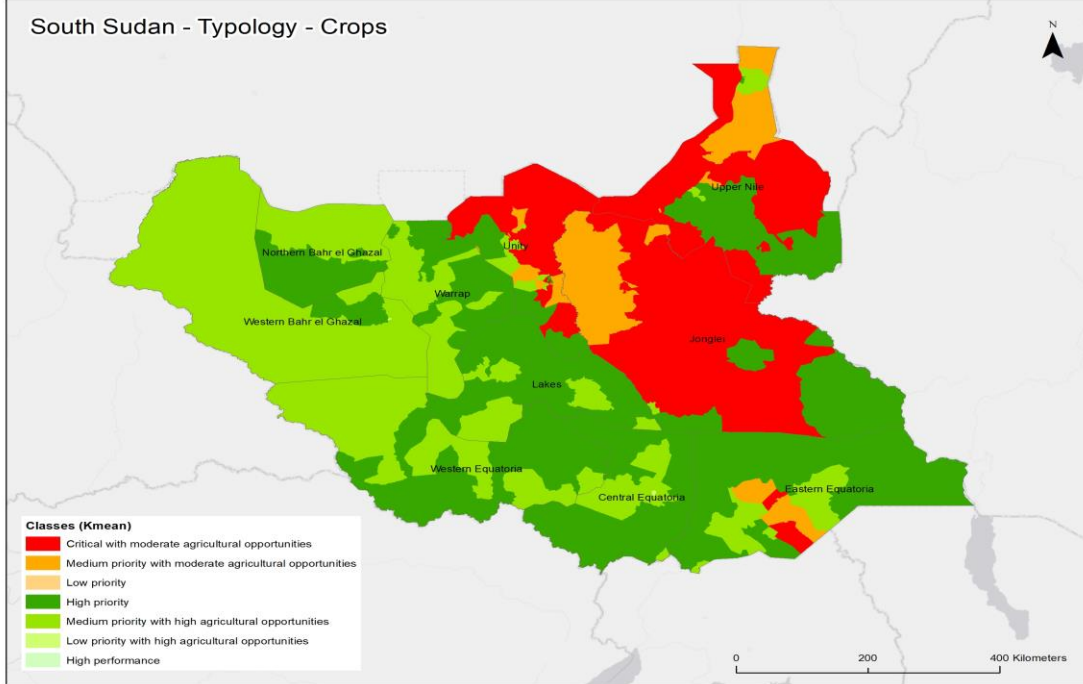 South Sudan - Typology - Crops
N
Upper Nile
Unity
Northern Bahr el Ghazal
Warrap
Western Bahr el Ghazal
Jonglei
Lakes
Western Equatoria
Central Equatoria
Eastern Equatoria
Classes (Kmean)
Critical with moderate agricultural opportunities
Medium priority with moderate agricultural opportunities
Low priority
High priority
Medium priority with high agricultural opportunities
Low priority with high agricultural opportunities
High performance
0 200 400 Kilometers